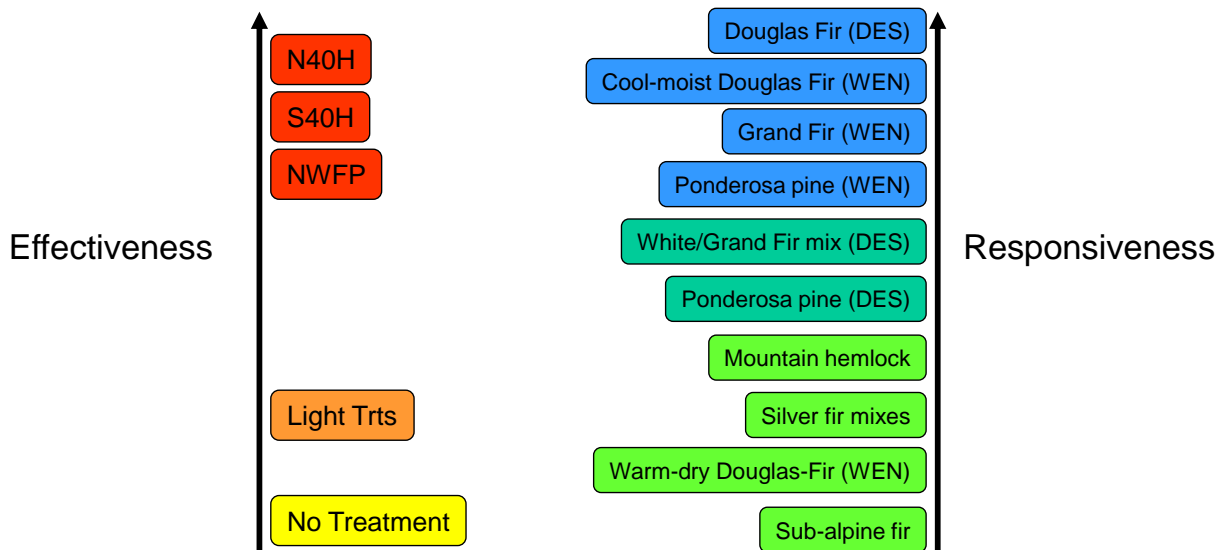 Effectiveness
N40H
S40H
NWFP
Light Trts
No Treatment
Douglas Fir (DES)
Cool-moist Douglas Fir (WEN)
Grand Fir (WEN)
Ponderosa pine (WEN)
White/Grand Fir mix (DES)
Ponderosa pine (DES)
Mountain hemlock
Silver fir mixes
Warm-dry Douglas-Fir (WEN)
Sub-alpine fir
Responsiveness